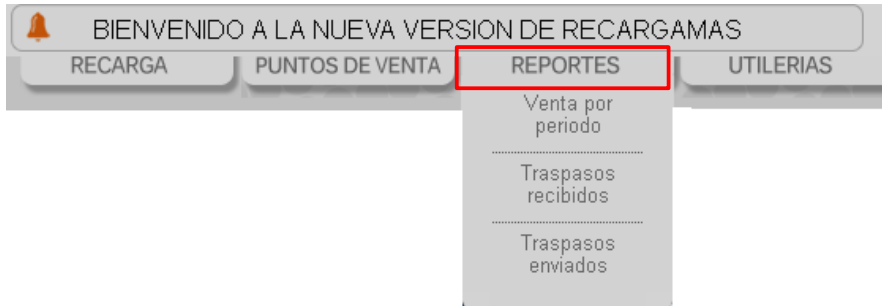 BIENVENIDO A LA NUEVA VERSION DE RECARGAMAS
RECARGA PUNTOS DE VENTA REPORTES UTILERIAS
Venta por
periodo
Traspasos
recibidos
Traspasos
enviados